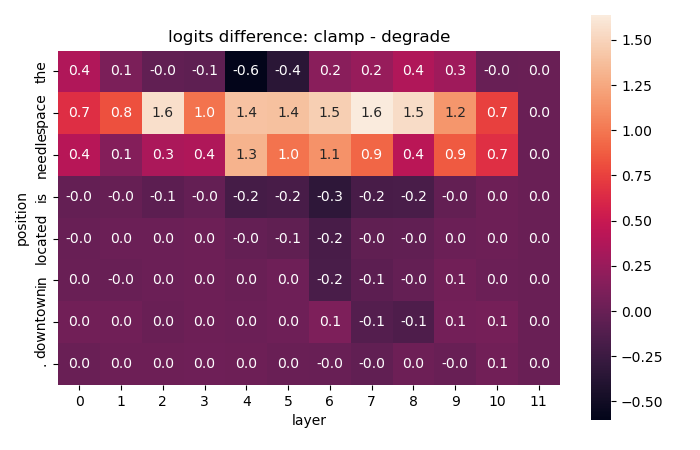 logits difference: clamp - degrade
the 0.4 0.1 -0.0 -0.1 -0.6 -0.4 0.2 0.2 0.4 0.3 -0.0 0.0
space 0.7 0.8 1.6 1.0 1.4 1.4 1.5 1.6 1.5 1.2 0.7 0.0
needle 0.4 0.1 0.3 0.4 1.3 1.0 1.1 0.9 0.4 0.9 0.7 0.0
is -0.0 -0.0 -0.1 -0.0 -0.2 -0.2 -0.3 -0.2 -0.2 -0.0 0.0 0.0
located -0.0 0.0 0.0 0.0 -0.0 -0.1 -0.2 -0.0 -0.0 0.0 0.0 0.0
in 0.0 -0.0 0.0 0.0 0.0 0.0 -0.2 -0.1 -0.0 0.1 0.0 0.0
downtown 0.0 0.0 0.0 0.0 0.0 0.0 0.1 -0.1 -0.1 0.1 0.1 0.0
. 0.0 0.0 0.0 0.0 0.0 0.0 -0.0 -0.0 0.0 -0.0 0.1 0.0
0 1 2 3 4 5 6 7 8 9 10 11
layer
position
1.50
1.25
1.00
0.75
0.50
0.25
0.00
−0.25
−0.50